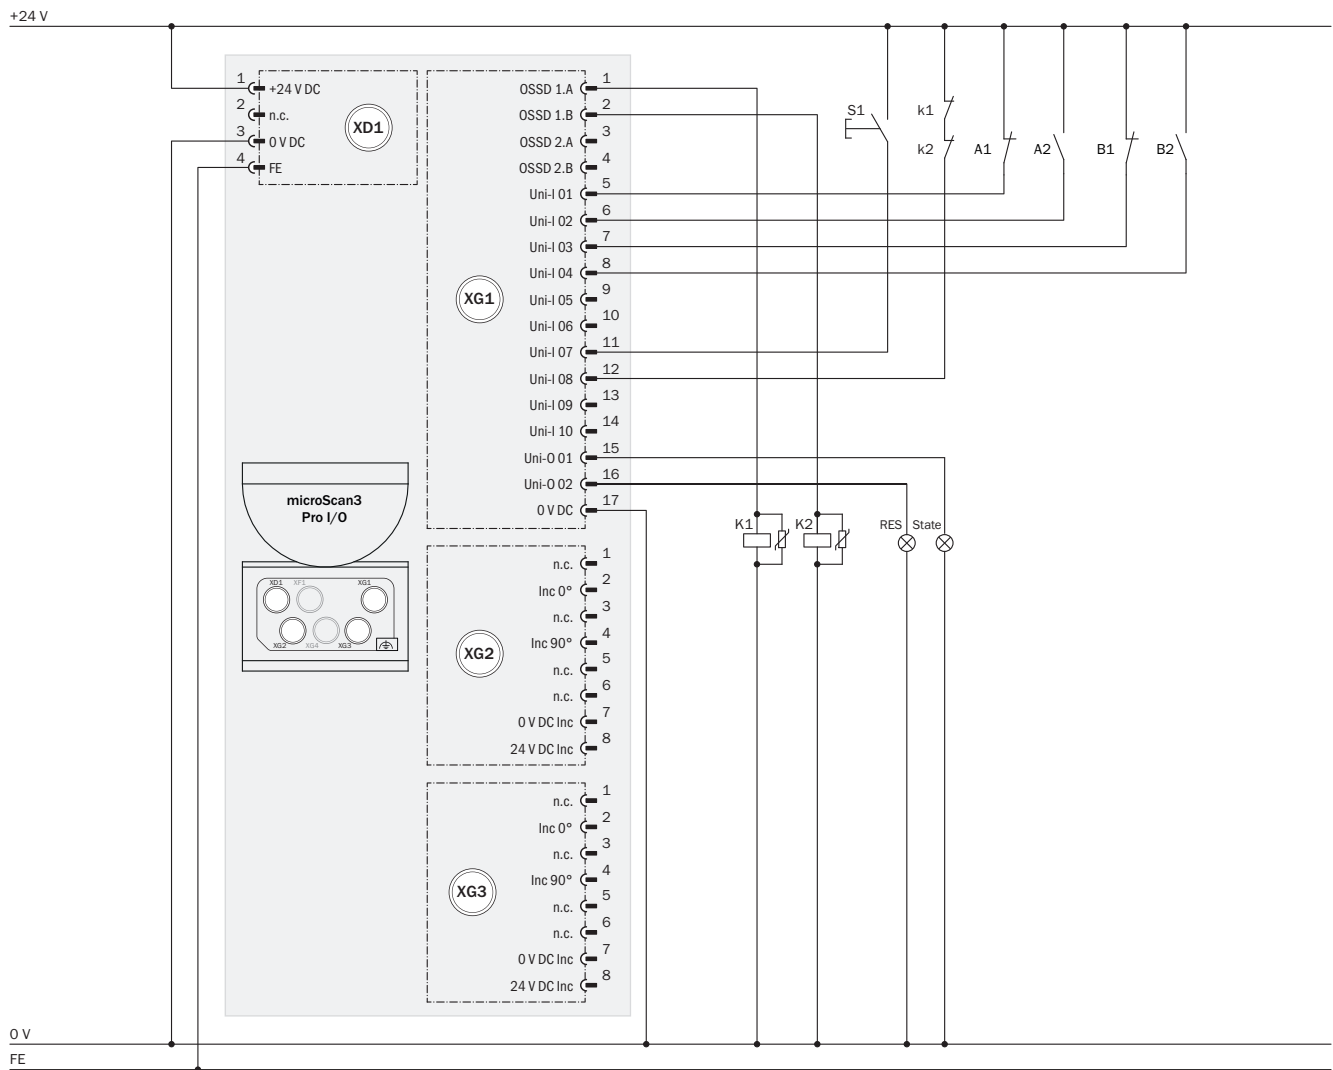 +24 V
1
+24 V DC
2
n.c.
3
0 V DC
4
FE
XD1
OSSD 1.A
1
OSSD 1.B
2
OSSD 2.A
3
OSSD 2.B
4
Uni-I 01
5
Uni-I 02
6
Uni-I 03
7
Uni-I 04
8
Uni-I 05
9
Uni-I 06
10
Uni-I 07
11
Uni-I 08
12
Uni-I 09
13
Uni-I 10
14
Uni-O 01
15
Uni-O 02
16
0 V DC
17
XG1
S1
k1
k2
A1
A2
B1
B2
K1
K2
RES
State
microScan3
Pro I/O
XD1
XF1
XG1
XG2
XG4
XG3
n.c.
1
Inc 0°
2
n.c.
3
Inc 90°
4
n.c.
5
n.c.
6
0 V DC Inc
7
24 V DC Inc
8
XG2
n.c.
1
Inc 0°
2
n.c.
3
Inc 90°
4
n.c.
5
n.c.
6
0 V DC Inc
7
24 V DC Inc
8
XG3
0 V
FE